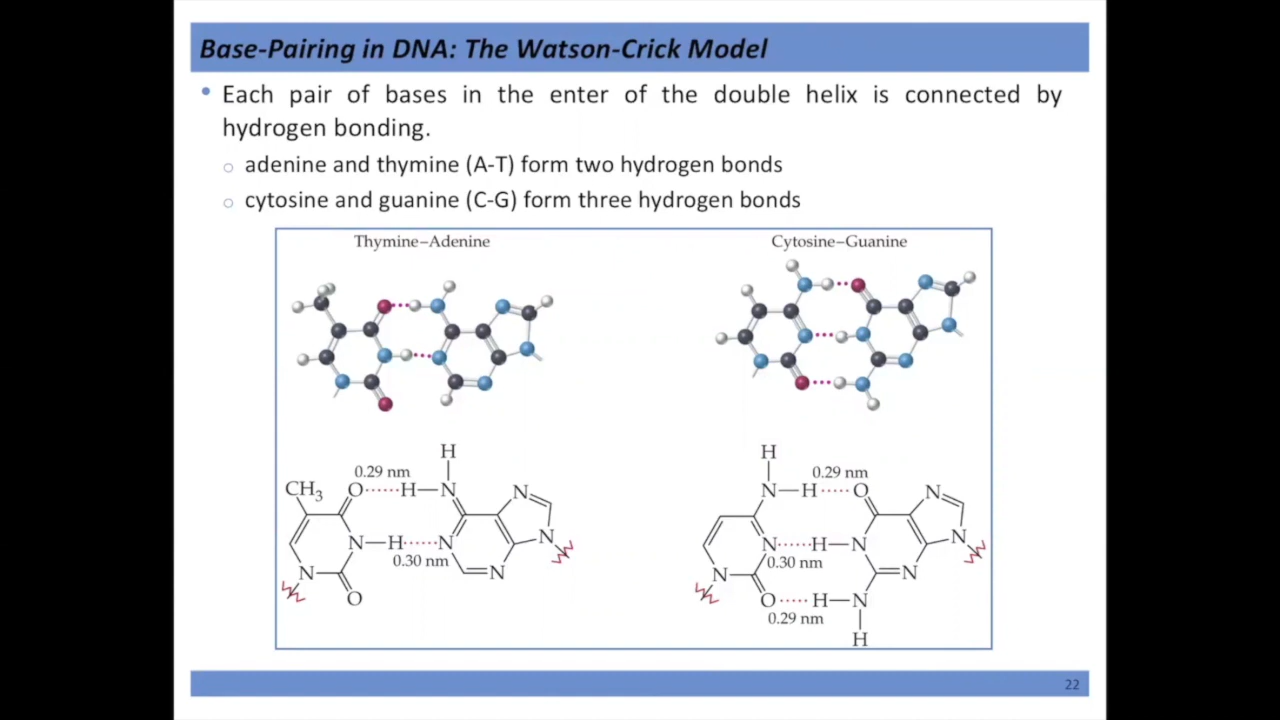 Base-Pairing in DNA: The Watson-Crick Model
• Each pair of bases in the enter of the double helix is connected by
hydrogen bonding.
○ adenine and thymine (A-T) form two hydrogen bonds
○ cytosine and guanine (C-G) form three hydrogen bonds
Thymine–Adenine
Cytosine–Guanine
H
0.29 nm
CH3
O
H
N
N
N
H
N
N
0.30 nm
N
N
O
H
0.29 nm
N
H
O
N
N
H
N
N
0.30 nm
N
N
O
H
N
0.29 nm
H
22